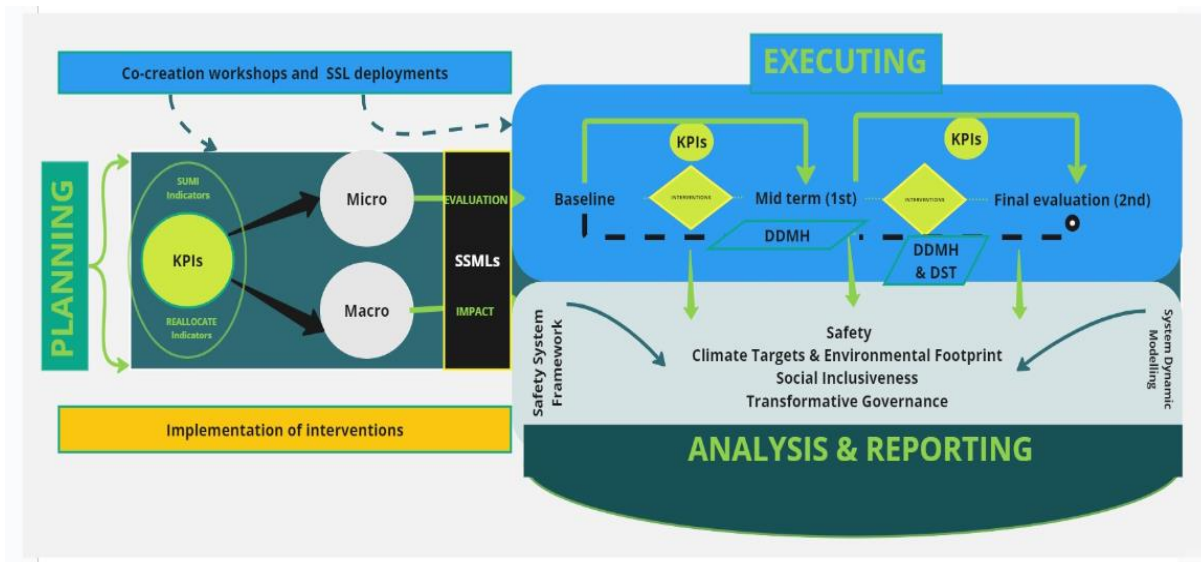 Co-creation workshops and SSL deployments
PLANNING
SUMI
Indicators
KPIs
REALLOCATE
Indicators
Micro
Macro
EVALUATION
SSMLs
IMPACT
Implementation of interventions
EXECUTING
KPIs
KPIs
Baseline
INTERVENTIONS
Mid term (1st)
INTERVENTIONS
Final evaluation (2nd)
DDMH
DDMH
& DST
Safety System
Framework
Safety
Climate Targets & Environmental Footprint
Social Inclusiveness
Transformative Governance
System Dynamic
Modelling
ANALYSIS & REPORTING